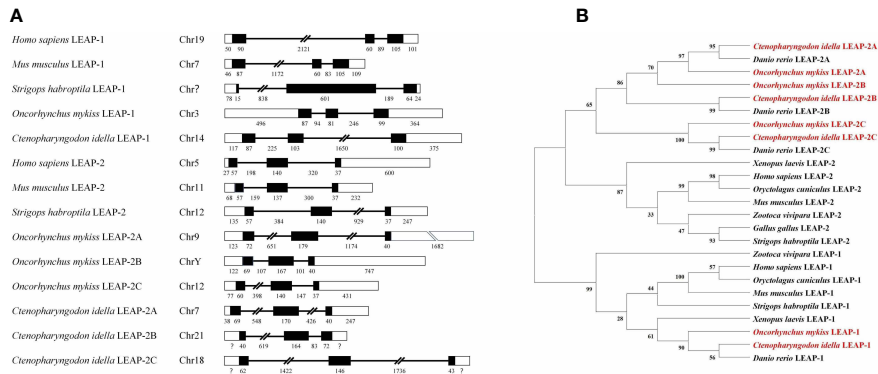 A
Homo sapiens LEAP-1 Chr19
50 90 2121 60 89 105 101
Mus musculus LEAP-1 Chr7
46 87 1172 60 83 105 109
Strigops habroptila LEAP-1 Chr?
78 15 838 601 189 64 24
Oncorhynchus mykiss LEAP-1 Chr3
496 87 94 81 246 99 364
Ctenopharyngodon idella LEAP-1 Chr14
117 87 225 103 1650 100 375
Homo sapiens LEAP-2 Chr5
27 57 198 140 320 37 600
Mus musculus LEAP-2 Chr11
68 57 159 137 300 37 232
Strigops habroptila LEAP-2 Chr12
135 57 384 140 929 37 247
Oncorhynchus mykiss LEAP-2A Chr9
123 72 651 179 1174 40 1682
Oncorhynchus mykiss LEAP-2B ChrY
122 69 107 167 101 40 747
Oncorhynchus mykiss LEAP-2C Chr12
77 60 398 140 147 37 431
Ctenopharyngodon idella LEAP-2A Chr7
38 69 548 170 426 40 247
Ctenopharyngodon idella LEAP-2B Chr21
? 40 619 164 83 72 ?
Ctenopharyngodon idella LEAP-2C Chr18
? 62 1422 146 1736 43 ?
B
95 Ctenopharyngodon idella LEAP-2A
97 Danio rerio LEAP-2A
70 Oncorhynchus mykiss LEAP-2A
86 Oncorhynchus mykiss LEAP-2B
Ctenopharyngodon idella LEAP-2B
65 99 Danio rerio LEAP-2B
Oncorhynchus mykiss LEAP-2C
100 Ctenopharyngodon idella LEAP-2C
99 Danio rerio LEAP-2C
Xenopus laevis LEAP-2
98 Homo sapiens LEAP-2
87 99 Oryctolagus cuniculus LEAP-2
Mus musculus LEAP-2
33 Zootoca vivipara LEAP-2
47 Gallus gallus LEAP-2
93 Strigops habroptila LEAP-2
Zootoca vivipara LEAP-1
57 Homo sapiens LEAP-1
100 Oryctolagus cuniculus LEAP-1
99 44 Mus musculus LEAP-1
Strigops habroptila LEAP-1
28 Xenopus laevis LEAP-1
61 Oncorhynchus mykiss LEAP-1
90 Ctenopharyngodon idella LEAP-1
56 Danio rerio LEAP-1